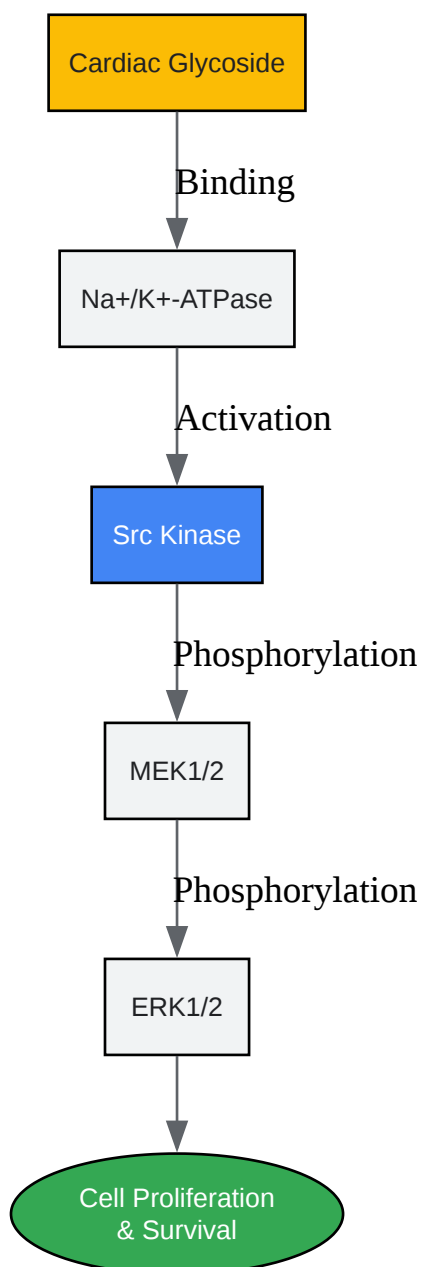 Cardiac Glycoside
Binding
Na+/K+-ATPase
Activation
Src Kinase
Phosphorylation
MEK1/2
Phosphorylation
ERK1/2
Cell Proliferation
& Survival